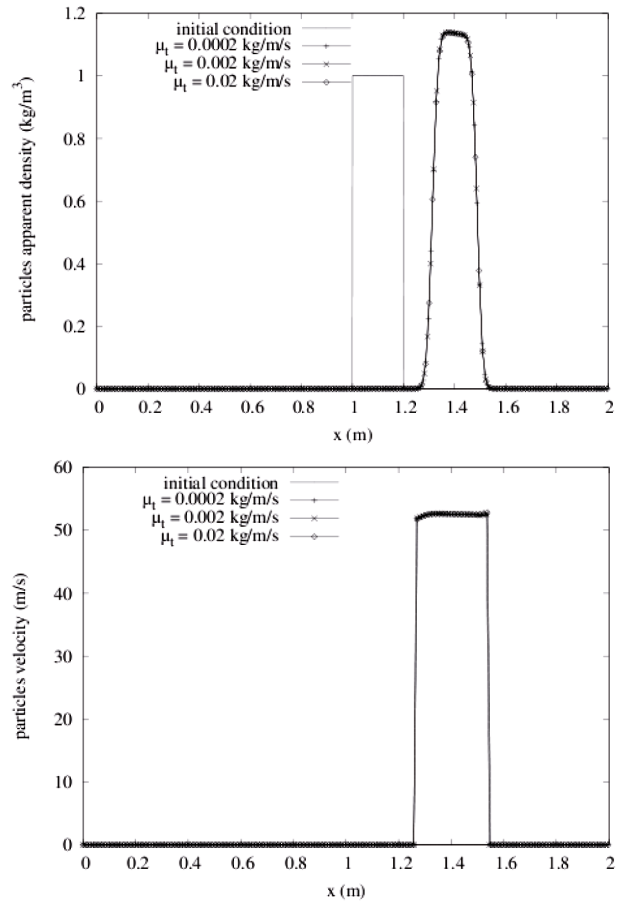 1.2
1
0.8
0.6
0.4
0.2
0
particles apparent density (kg/m³)
initial condition
μt = 0.0002 kg/m/s
μt = 0.002 kg/m/s
μt = 0.02 kg/m/s
0 0.2 0.4 0.6 0.8 1 1.2 1.4 1.6 1.8 2
x (m)
60
50
40
30
20
10
0
particles velocity (m/s)
initial condition
μt = 0.0002 kg/m/s
μt = 0.002 kg/m/s
μt = 0.02 kg/m/s
0 0.2 0.4 0.6 0.8 1 1.2 1.4 1.6 1.8 2
x (m)